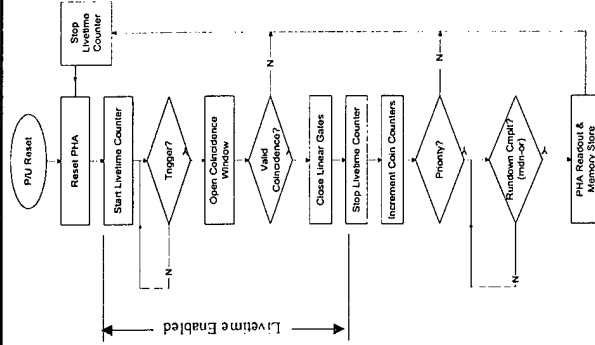 P/U Reset
Stop
Livetime
Counter
Reset PHA
Start Livetime Counter
Trigger?
N
Open Coincidence
Window
Valid
Coincidence?
N
Y
Close Linear Gates
Stop Livetime Counter
Increment Coin Counters
Priority?
N
Y
Rundown Cmplt?
(mdn-or)
N
Y
PHA Readout &
Memory Store
Livetime Enabled